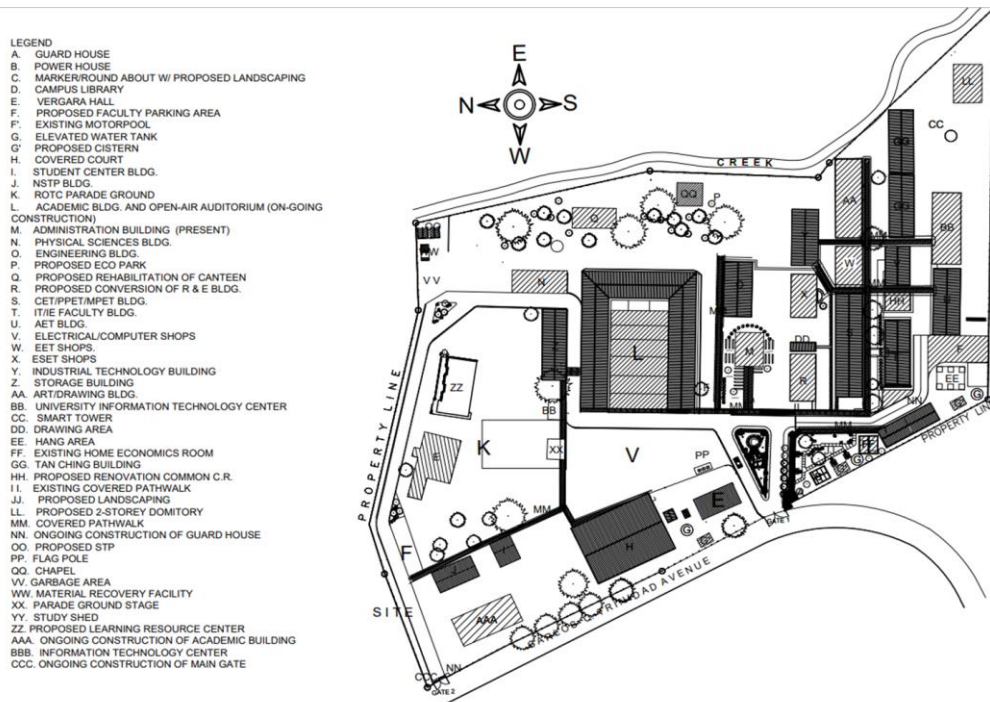 LEGEND
A. GUARD HOUSE
B. POWER HOUSE
C. MARKER/ROUND ABOUT W/ PROPOSED LANDSCAPING
D. CAMPUS LIBRARY
E. VERGARA HALL
F. PROPOSED FACULTY PARKING AREA
F'. EXISTING MOTORPOOL
G. ELEVATED WATER TANK
G' PROPOSED CISTERN
H. COVERED COURT
I. STUDENT CENTER BLDG.
J. NSTP BLDG.
K. ROTC PARADE GROUND
L. ACADEMIC BLDG. AND OPEN-AIR AUDITORIUM (ON-GOING
CONSTRUCTION)
M. ADMINISTRATION BUILDING (PRESENT)
N. PHYSICAL SCIENCES BLDG.
O. ENGINEERING BLDG.
P. PROPOSED ECO PARK
Q. PROPOSED REHABILITATION OF CANTEEN
R. PROPOSED CONVERSION OF R & E BLDG.
S. CET/PPET/MPET BLDG.
T. IT/IE FACULTY BLDG.
U. AET BLDG.
V. ELECTRICAL/COMPUTER SHOPS
W. EET SHOPS.
X. ESET SHOPS
Y. INDUSTRIAL TECHNOLOGY BUILDING
Z. STORAGE BUILDING
AA. ART/DRAWING BLDG.
BB. UNIVERSITY INFORMATION TECHNOLOGY CENTER
CC. SMART TOWER
DD. DRAWING AREA
EE. HANG AREA
FF. EXISTING HOME ECONOMICS ROOM
GG. TAN CHING BUILDING
HH. PROPOSED RENOVATION COMMON C.R.
I I. EXISTING COVERED PATHWAY
JJ. PROPOSED LANDSCAPING
LL. PROPOSED 2-STOREY DOMITORY
MM. COVERED PATHWAY
NN. ONGOING CONSTRUCTION OF GUARD HOUSE
OO. PROPOSED STP
PP. FLAG POLE
QQ. CHAPEL
VV. GARBAGE AREA
WW. MATERIAL RECOVERY FACILITY
XX. PARADE GROUND STAGE
YY. STUDY SHED
ZZ. PROPOSED LEARNING RESOURCE CENTER
AAA. ONGOING CONSTRUCTION OF ACADEMIC BUILDING
BBB. INFORMATION TECHNOLOGY CENTER
CCC. ONGOING CONSTRUCTION OF MAIN GATE
E
N S
W
CREEK
LL
CC
GG
AA
QQ
P
O
GG
BB
VV
N
W
X
HH
L
M
DD
R
F
EE
ZZ
BB
NN
MM
PROPERTY LINE
K
XX
V
PP
E
E
MM
G
GATE 1
F
H
J
CARLOS Q. TRINIDAD AVENUE
SITE
AAA
NN
CCC
GATE 2